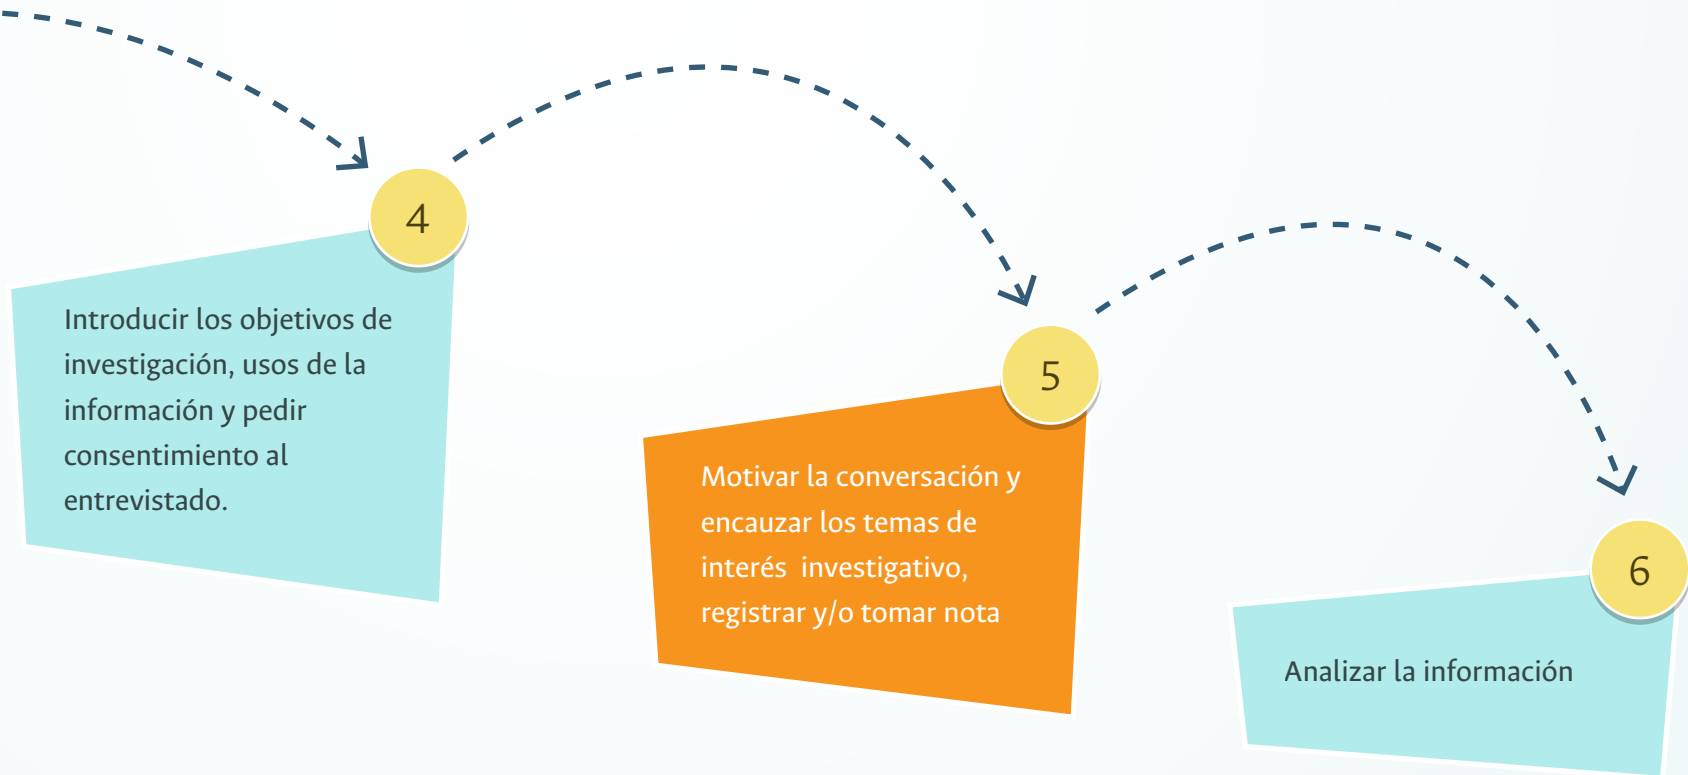 4
Introducir los objetivos de
investigación, usos de la
información y pedir
consentimiento al
entrevistado.
5
Motivar la conversación y
encauzar los temas de
interés  investigativo,
registrar y/o tomar nota
6
Analizar la información